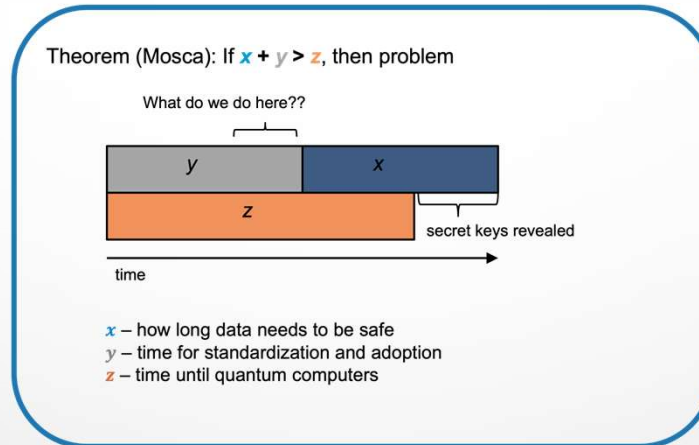 Theorem (Mosca): If x + y > z, then problem
What do we do here??
y
x
z
secret keys revealed
time
x – how long data needs to be safe
y – time for standardization and adoption
z – time until quantum computers